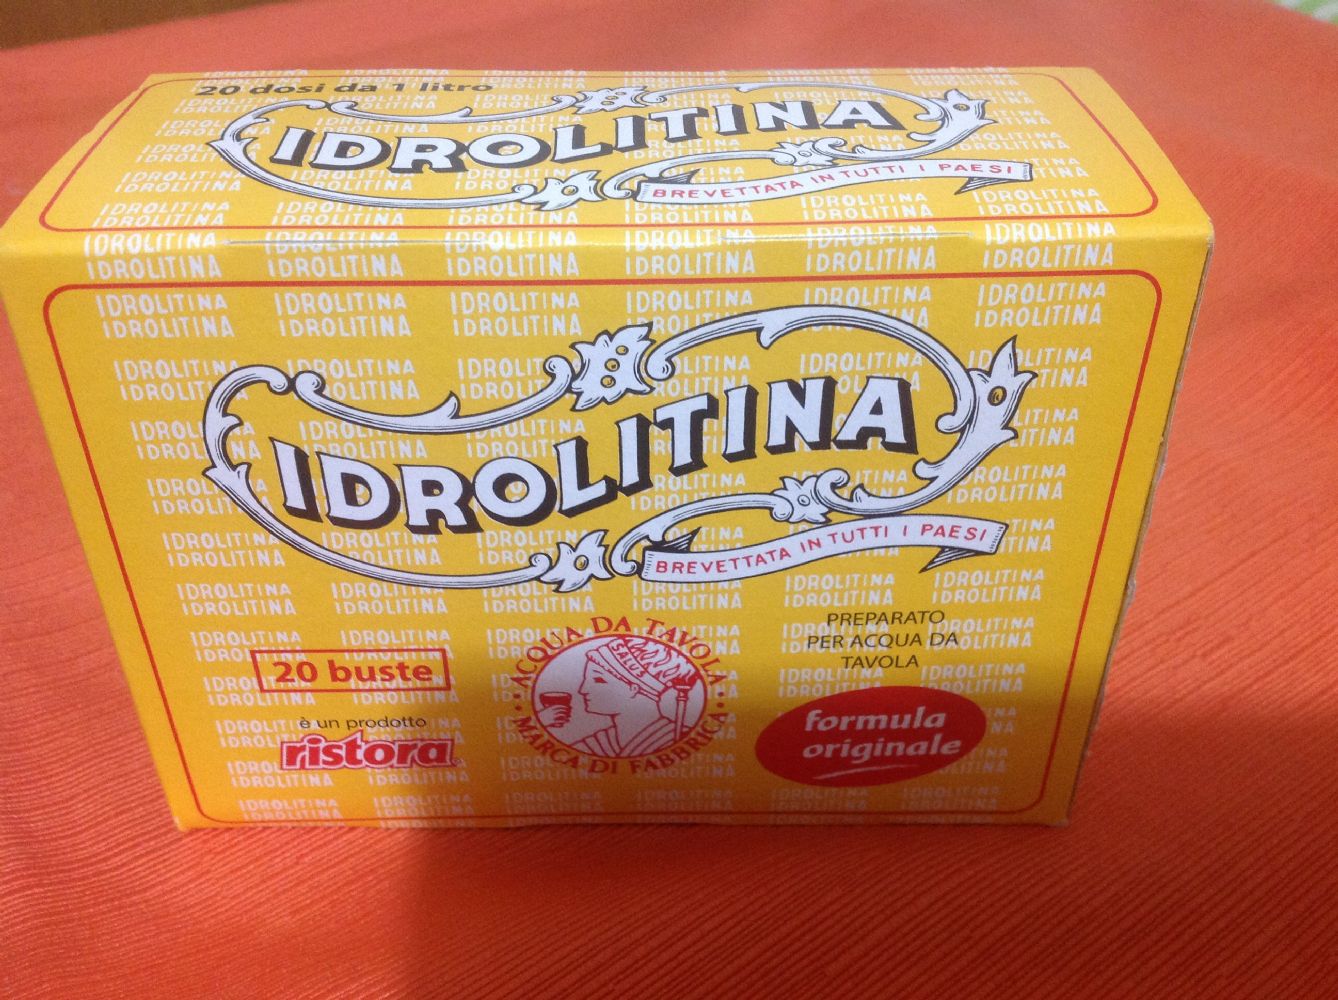 20 dosi da 1 litro
IDROLITINA
BREVETTATA IN TUTTI I PAESI
IDROLITINA
BREVETTATA IN TUTTI I PAESI
PREPARATO
PER ACQUA DA
TAVOLA
20 buste
è un prodotto
ristora
ACQUA DA TAVOLA
SALUS
MARCA DI FABBRICA
formula
originale